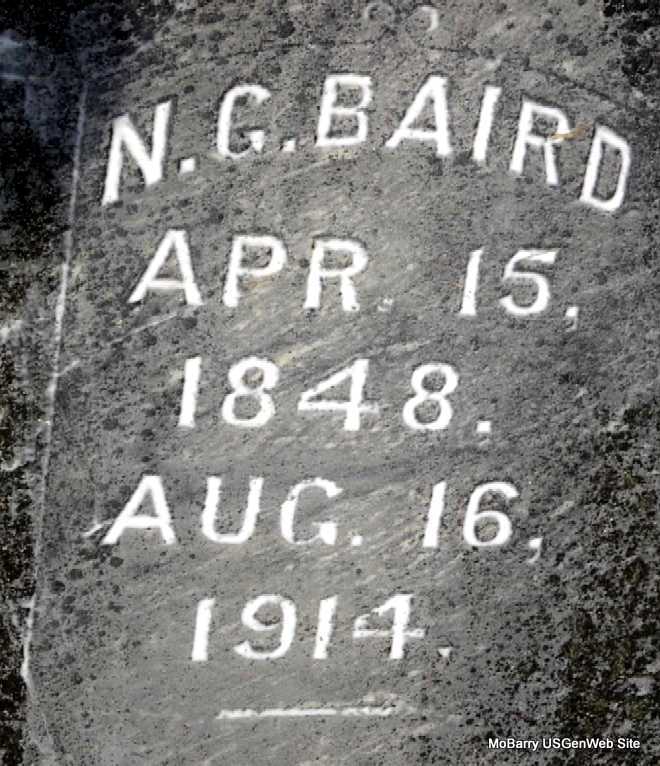 N. G. BAIRD
APR. 15,
1848.
AUG. 16,
1914.
MoBarry USGenWeb Site